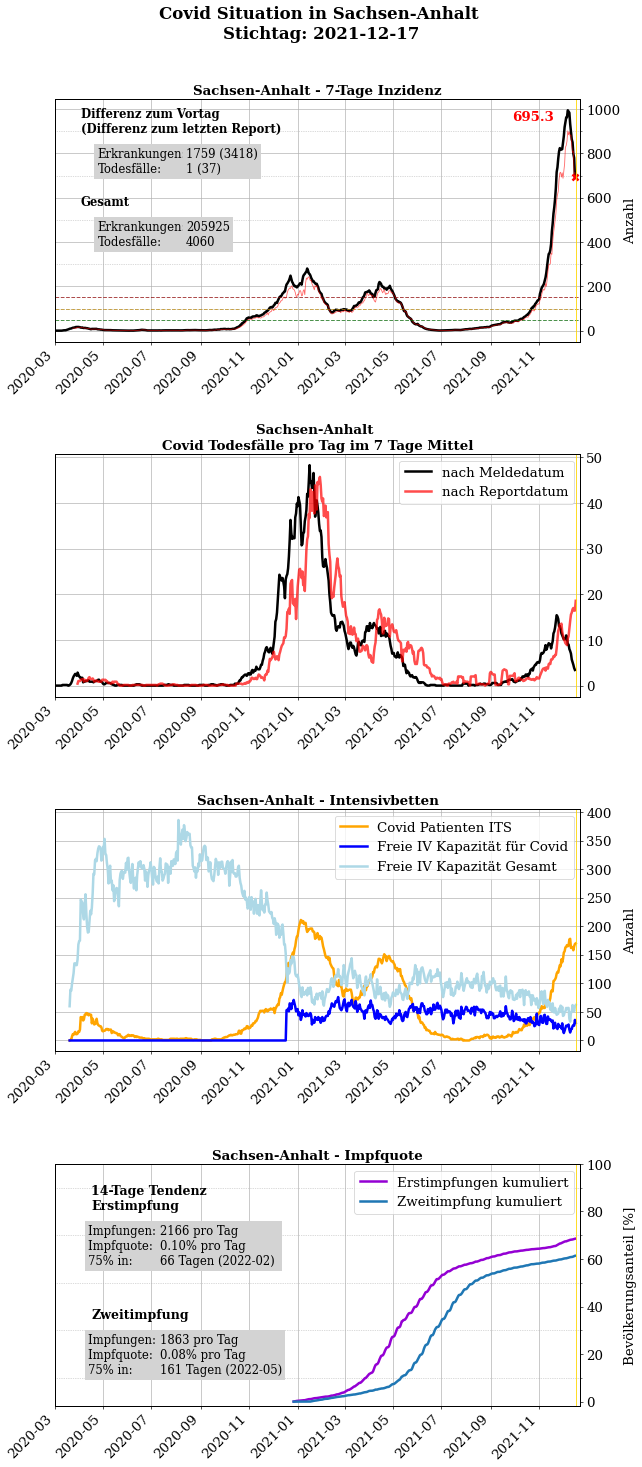 Covid Situation in Sachsen-Anhalt
Stichtag: 2021-12-17
Sachsen-Anhalt - 7-Tage Inzidenz
Differenz zum Vortag
(Differenz zum letzten Report)
Erkrankungen 1759 (3418)
Todesfälle: 1 (37)
Gesamt
Erkrankungen 205925
Todesfälle: 4060
695.3
1000
800
600
400
200
0
Anzahl
2020-03
2020-05
2020-07
2020-09
2020-11
2021-01
2021-03
2021-05
2021-07
2021-09
2021-11
Sachsen-Anhalt
Covid Todesfälle pro Tag im 7 Tage Mittel
nach Meldedatum
nach Reportdatum
50
40
30
20
10
0
2020-03
2020-05
2020-07
2020-09
2020-11
2021-01
2021-03
2021-05
2021-07
2021-09
2021-11
Sachsen-Anhalt - Intensivbetten
Covid Patienten ITS
Freie IV Kapazität für Covid
Freie IV Kapazität Gesamt
400
350
300
250
200
150
100
50
0
Anzahl
2020-03
2020-05
2020-07
2020-09
2020-11
2021-01
2021-03
2021-05
2021-07
2021-09
2021-11
Sachsen-Anhalt - Impfquote
14-Tage Tendenz
Erstimpfung
Impfungen: 2166 pro Tag
Impfquote: 0.10% pro Tag
75% in: 66 Tagen (2022-02)
Zweitimpfung
Impfungen: 1863 pro Tag
Impfquote: 0.08% pro Tag
75% in: 161 Tagen (2022-05)
Erstimpfungen kumuliert
Zweitimpfung kumuliert
100
80
60
40
20
0
Bevölkerungsanteil [%]
2020-03
2020-05
2020-07
2020-09
2020-11
2021-01
2021-03
2021-05
2021-07
2021-09
2021-11